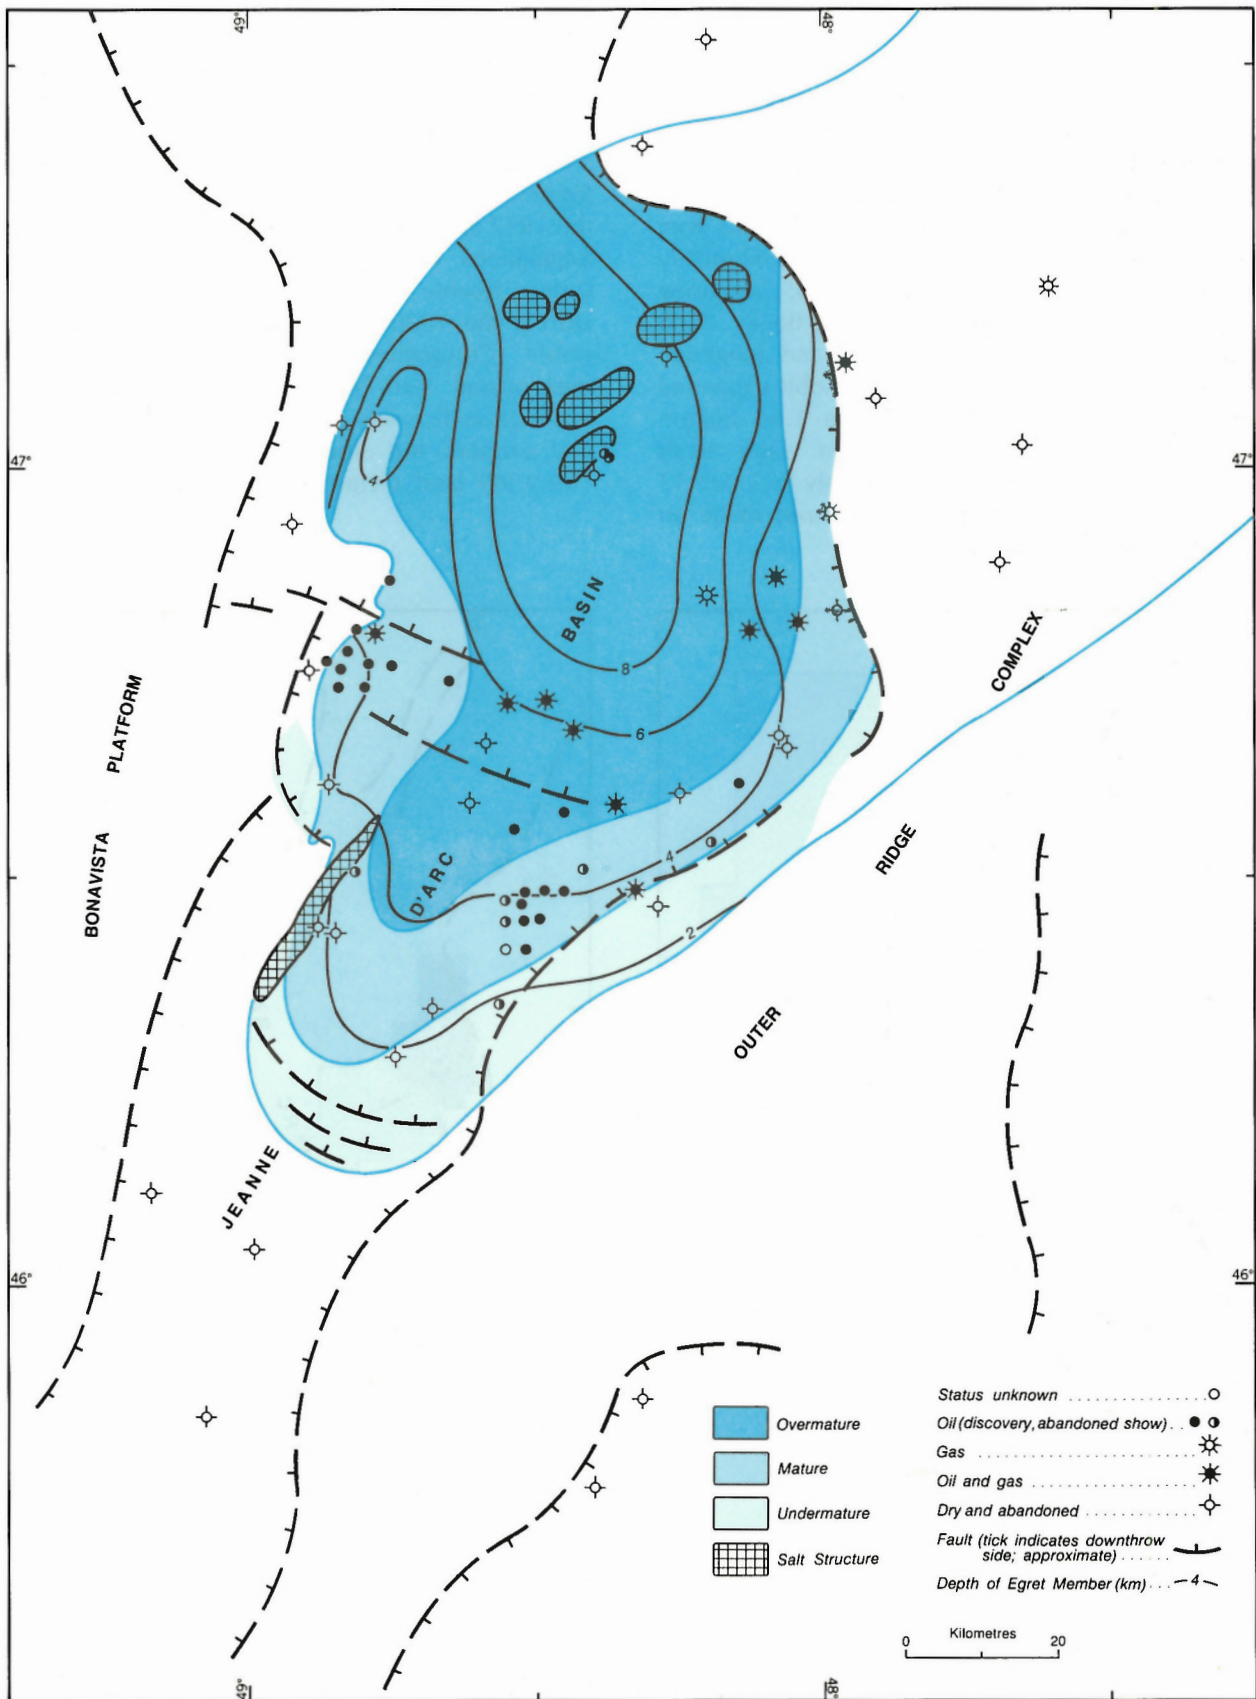 49°
48°
47°
47°
4
BASIN
8
6
COMPLEX
PLATFORM
BONAVISTA
D'ARC
4
RIDGE
2
OUTER
JEANNE
46°
46°
Overmature
Mature
Undermature
Salt Structure
Status unknown
Oil (discovery, abandoned show)
Gas
Oil and gas
Dry and abandoned
Fault (tick indicates downthrow
side; approximate)
Depth of Egret Member (km) 4
Kilometres
0 20
49°
48°